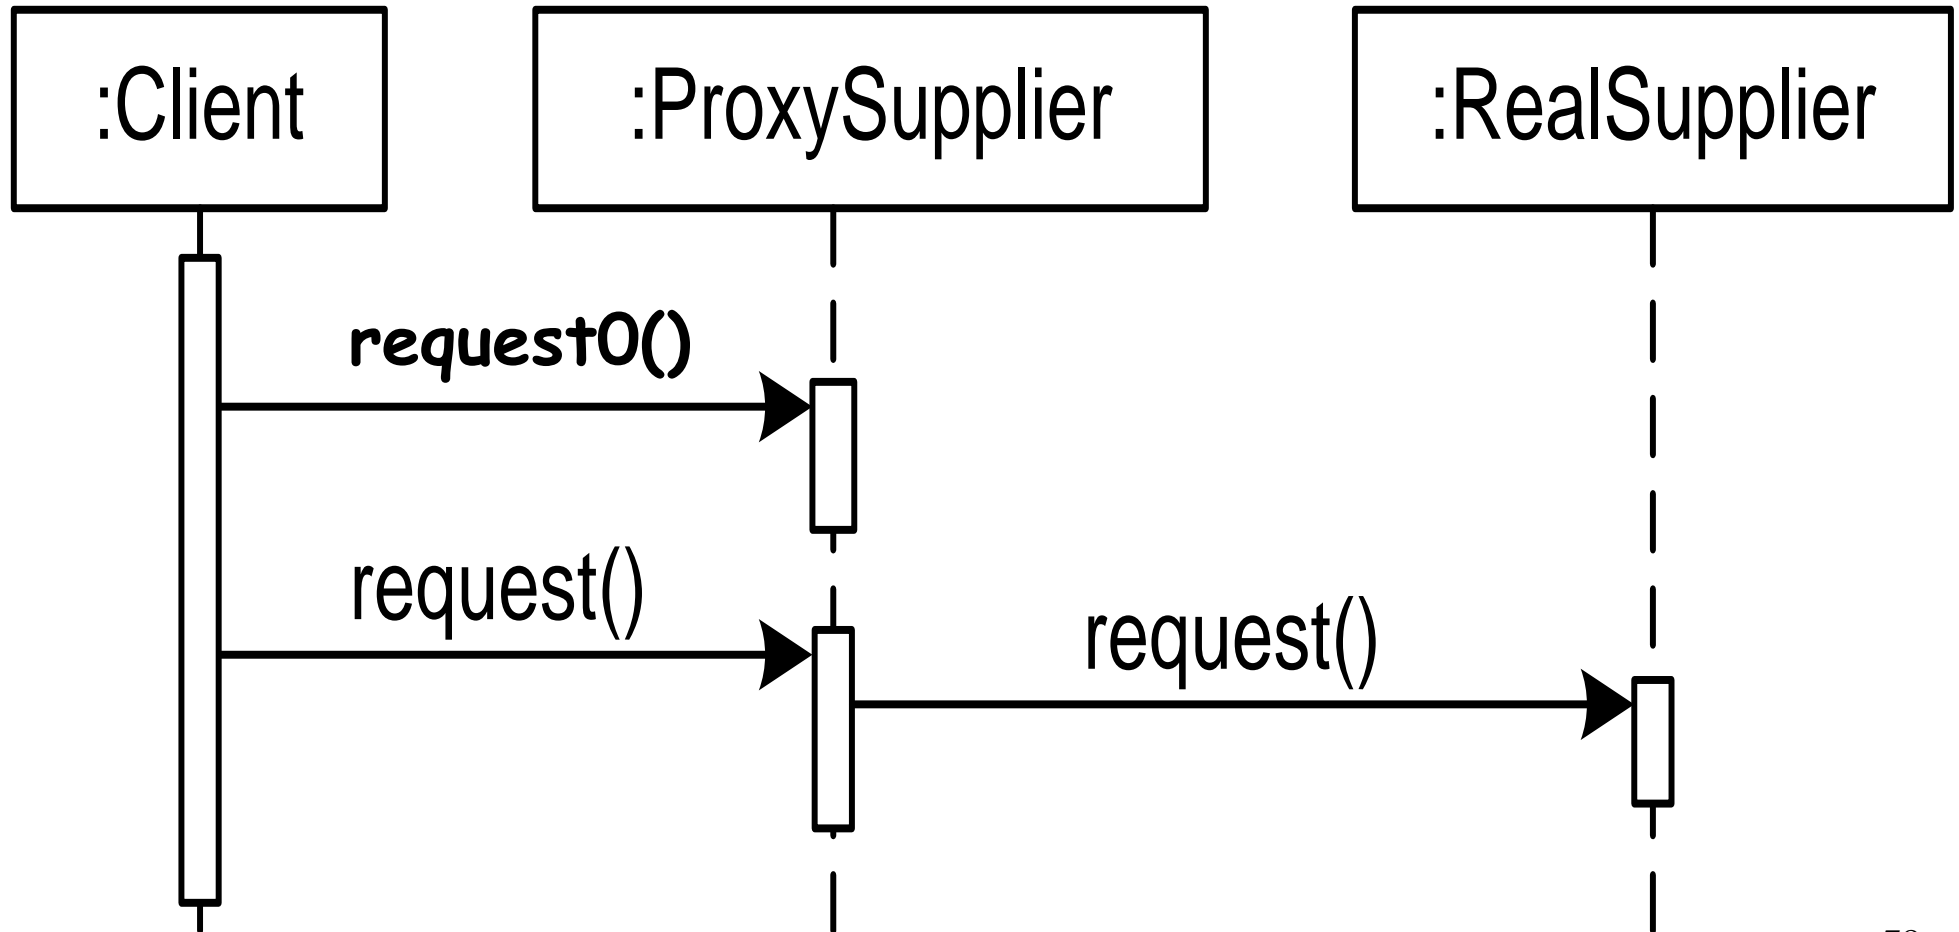 :Client
:ProxySupplier
:RealSupplier
request0()
request()
request()